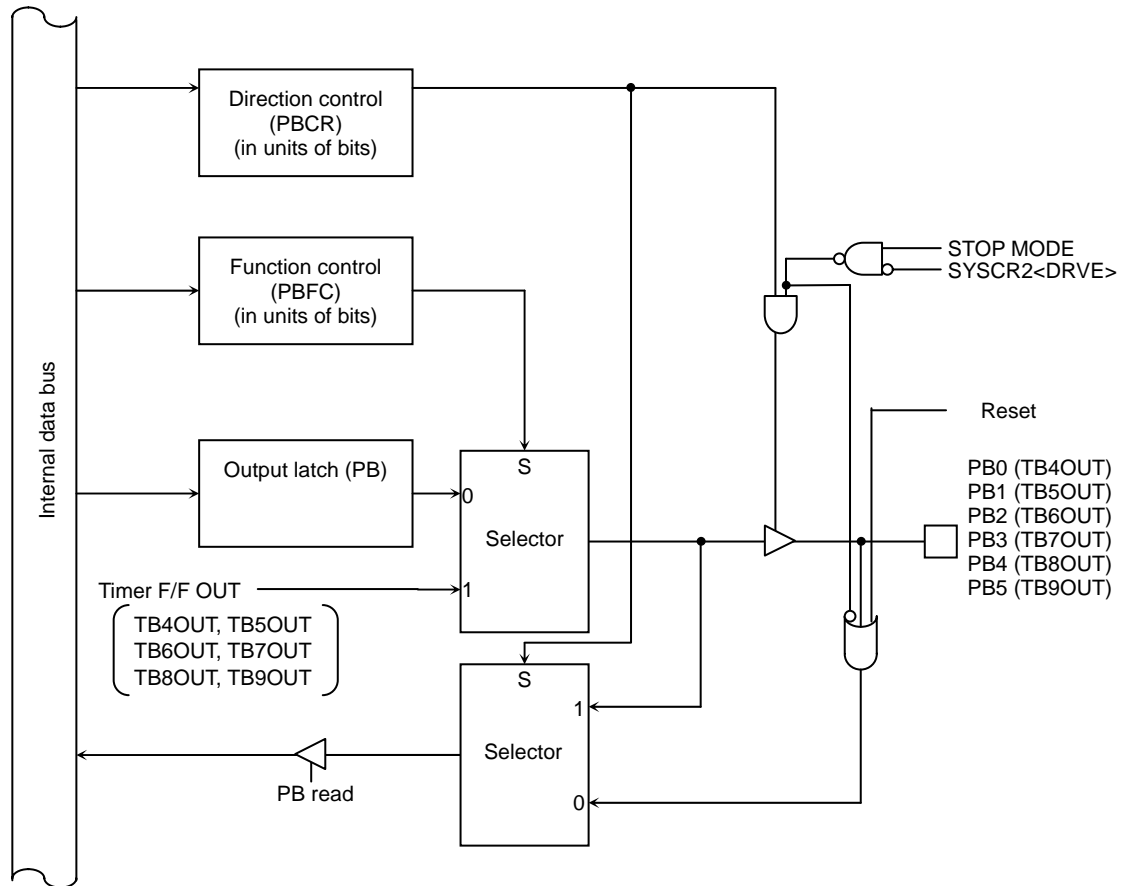 Internal data bus
Direction control
(PBCR)
(in units of bits)
Function control
(PBFC)
(in units of bits)
STOP MODE
SYSCR2<DRVE>
Reset
Output latch (PB)
S
0
Selector
1
PB0 (TB4OUT)
PB1 (TB5OUT)
PB2 (TB6OUT)
PB3 (TB7OUT)
PB4 (TB8OUT)
PB5 (TB9OUT)
Timer F/F OUT
TB4OUT, TB5OUT
TB6OUT, TB7OUT
TB8OUT, TB9OUT
S
1
Selector
0
PB read